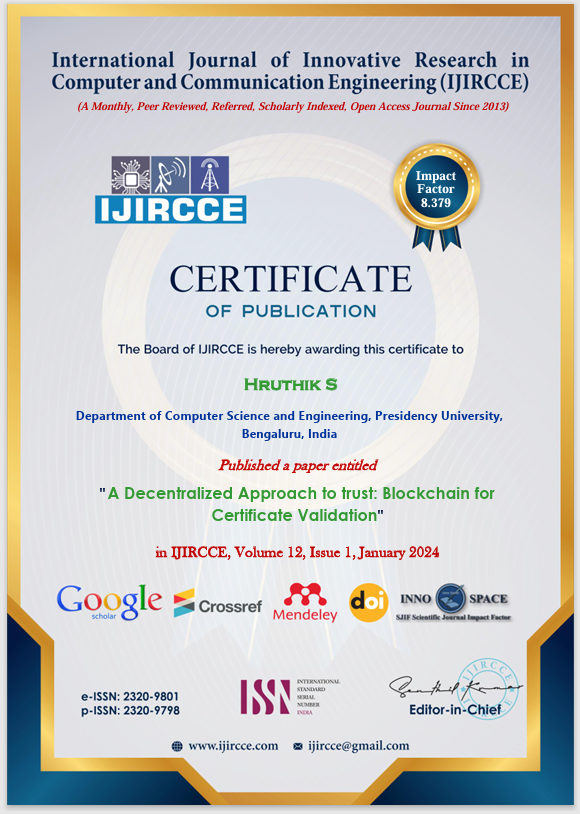 International Journal of Innovative Research in
Computer and Communication Engineering (IJIRCCE)
(A Monthly, Peer Reviewed, Referred, Scholarly Indexed, Open Access Journal Since 2013)
IJIRCCE
Impact
Factor
8.379
CERTIFICATE
OF PUBLICATION
The Board of IJIRCCE is hereby awarding this certificate to
HRUTHIK S
Department of Computer Science and Engineering, Presidency University,
Bengaluru, India
Published a paper entitled
"A Decentralized Approach to trust: Blockchain for
Certificate Validation"
in IJIRCCE, Volume 12, Issue 1, January 2024
Google
scholar
Crossref
Mendeley
doi
INNO SPACE
SJIF Scientific Journal Impact Factor
e-ISSN: 2320-9801
p-ISSN: 2320-9798
ISSN
INTERNATIONAL
STANDARD
SERIAL
NUMBER
INDIA
IJIRCCE
Editor-in-Chief
www.ijircce.com ijircce@gmail.com